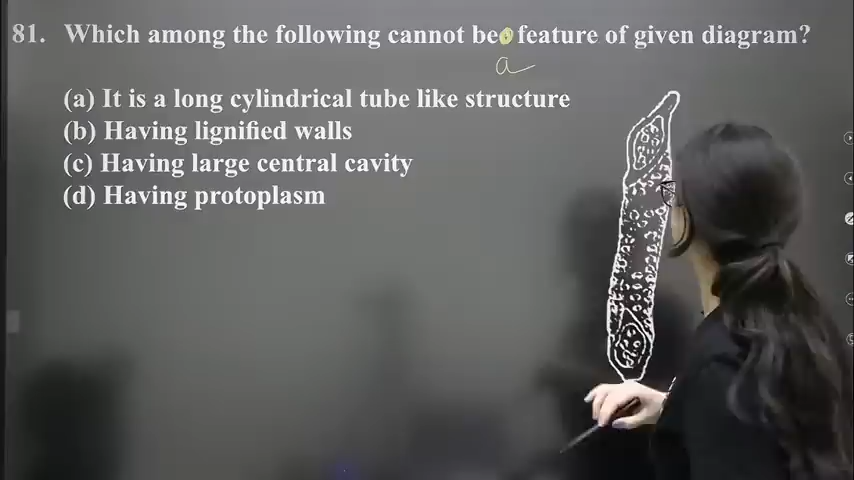 81. Which among the following cannot be feature of given diagram?
a
(a) It is a long cylindrical tube like structure
(b) Having lignified walls
(c) Having large central cavity
(d) Having protoplasm